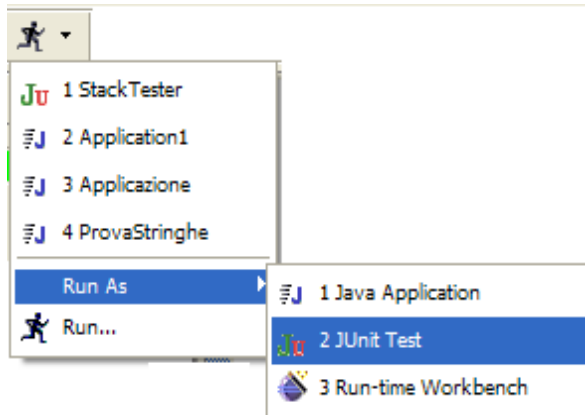 1 StackTester
2 Application1
3 Applicazione
4 ProvaStringhe
Run As
Run...
1 Java Application
2 JUnit Test
3 Run-time Workbench